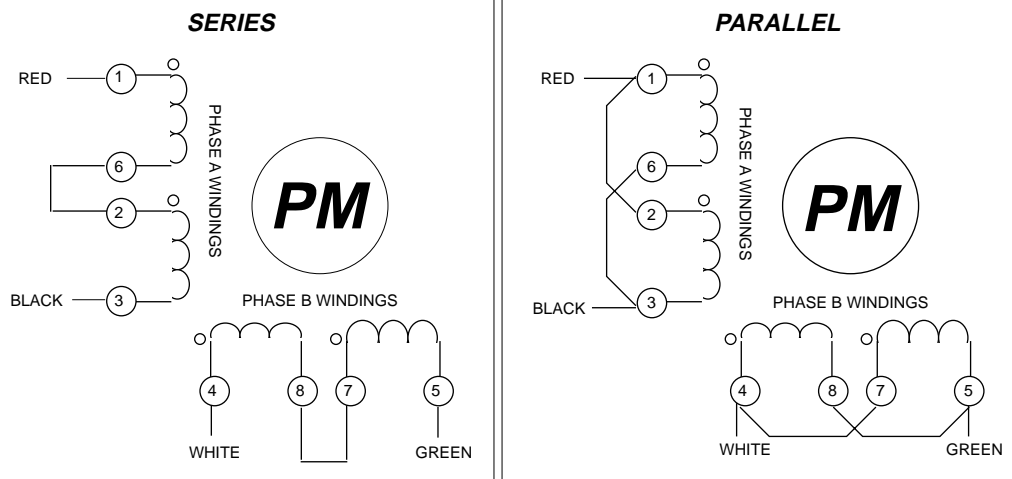 SERIES
RED
1
PHASE A WINDINGS
6
2
PM
BLACK
3
PHASE B WINDINGS
4
8
7
5
WHITE
GREEN
PARALLEL
RED
1
PHASE A WINDINGS
6
2
PM
BLACK
3
PHASE B WINDINGS
4
8
7
5
WHITE
GREEN